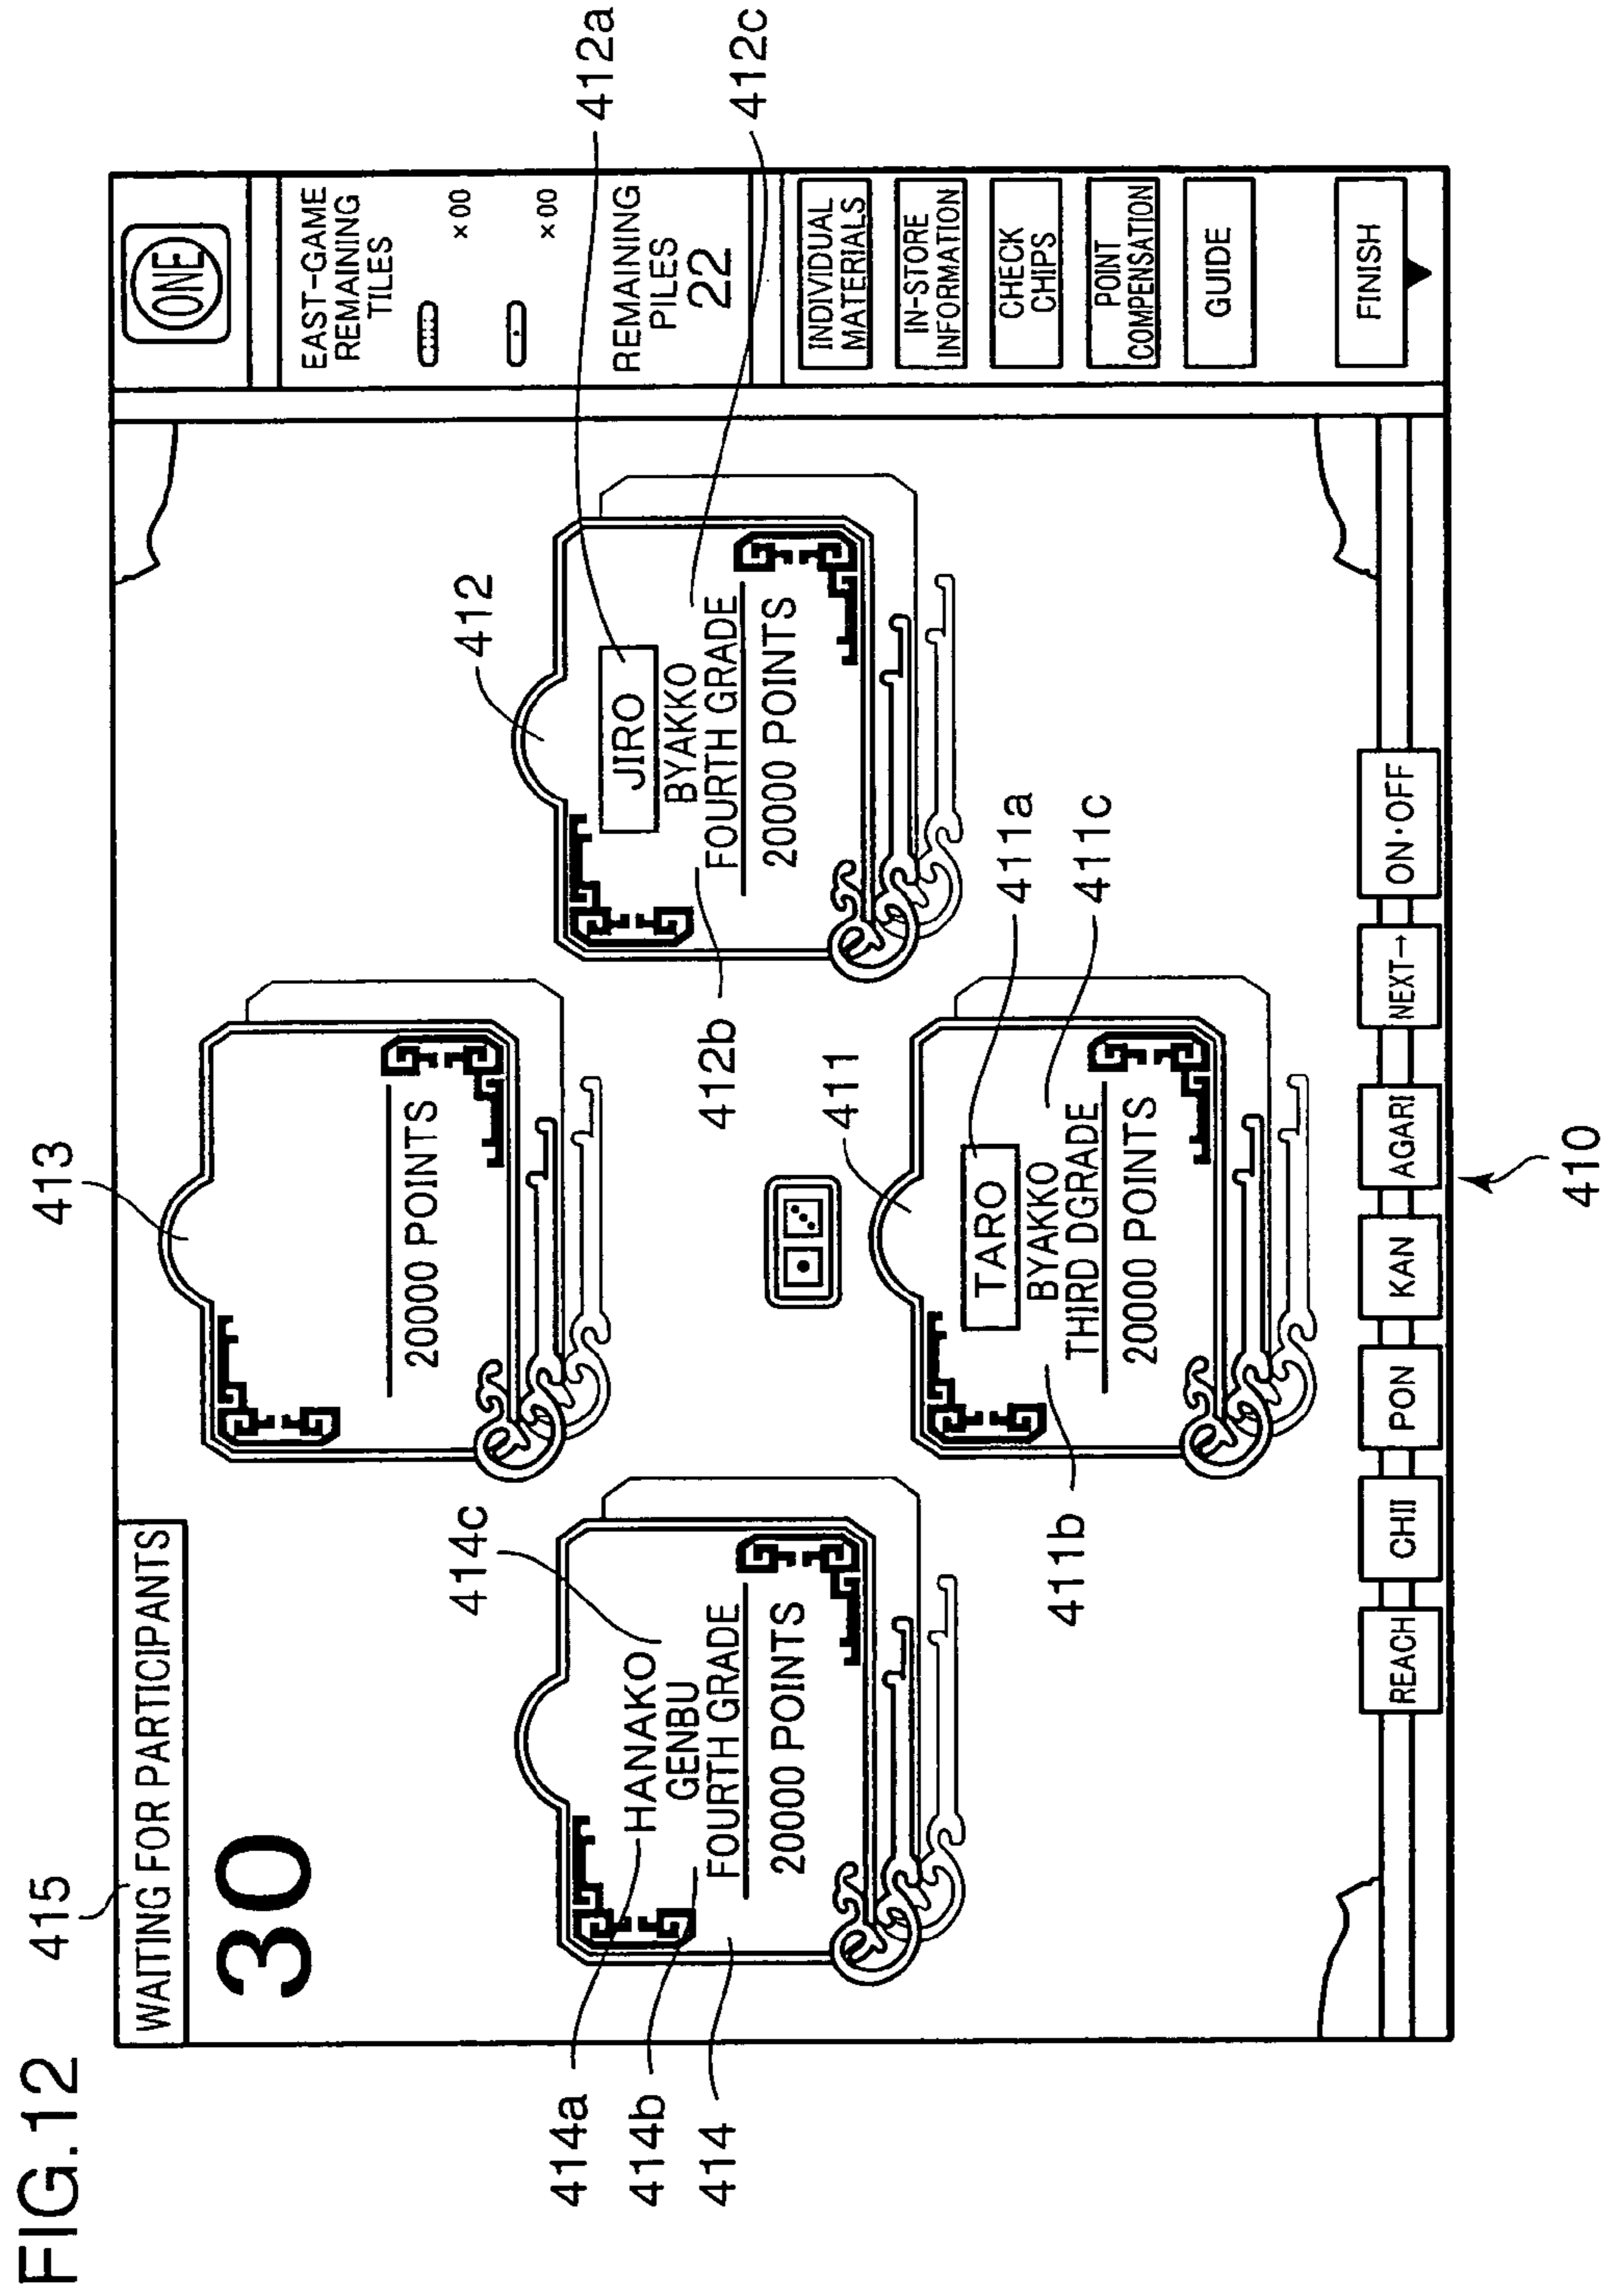 FIG.12
415
WAITING FOR PARTICIPANTS
30
413
20000 POINTS
414a
414b
414
414c
HANAKO
GENBU
FOURTH GRADE
20000 POINTS
412
412a
412c
412b
JIRO
BYAKKO
FOURTH GRADE
20000 POINTS
411
411a
411c
411b
TARO
BYAKKO
THIRD DGRADE
20000 POINTS
ONE
EAST-GAME
REMAINING
TILES
×00
×00
REMAINING
PILES
22
INDIVIDUAL
MATERIALS
IN-STORE
INFORMATION
CHECK
CHIPS
POINT
COMPENSATION
GUIDE
FINISH
REACH
CHII
PON
KAN
AGARI
NEXT→
ON·OFF
410